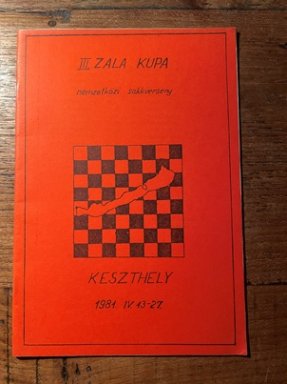 III. ZALA KUPA
nemzetközi sakkverseny
KESZTHELY
1981. IV. 13-27.